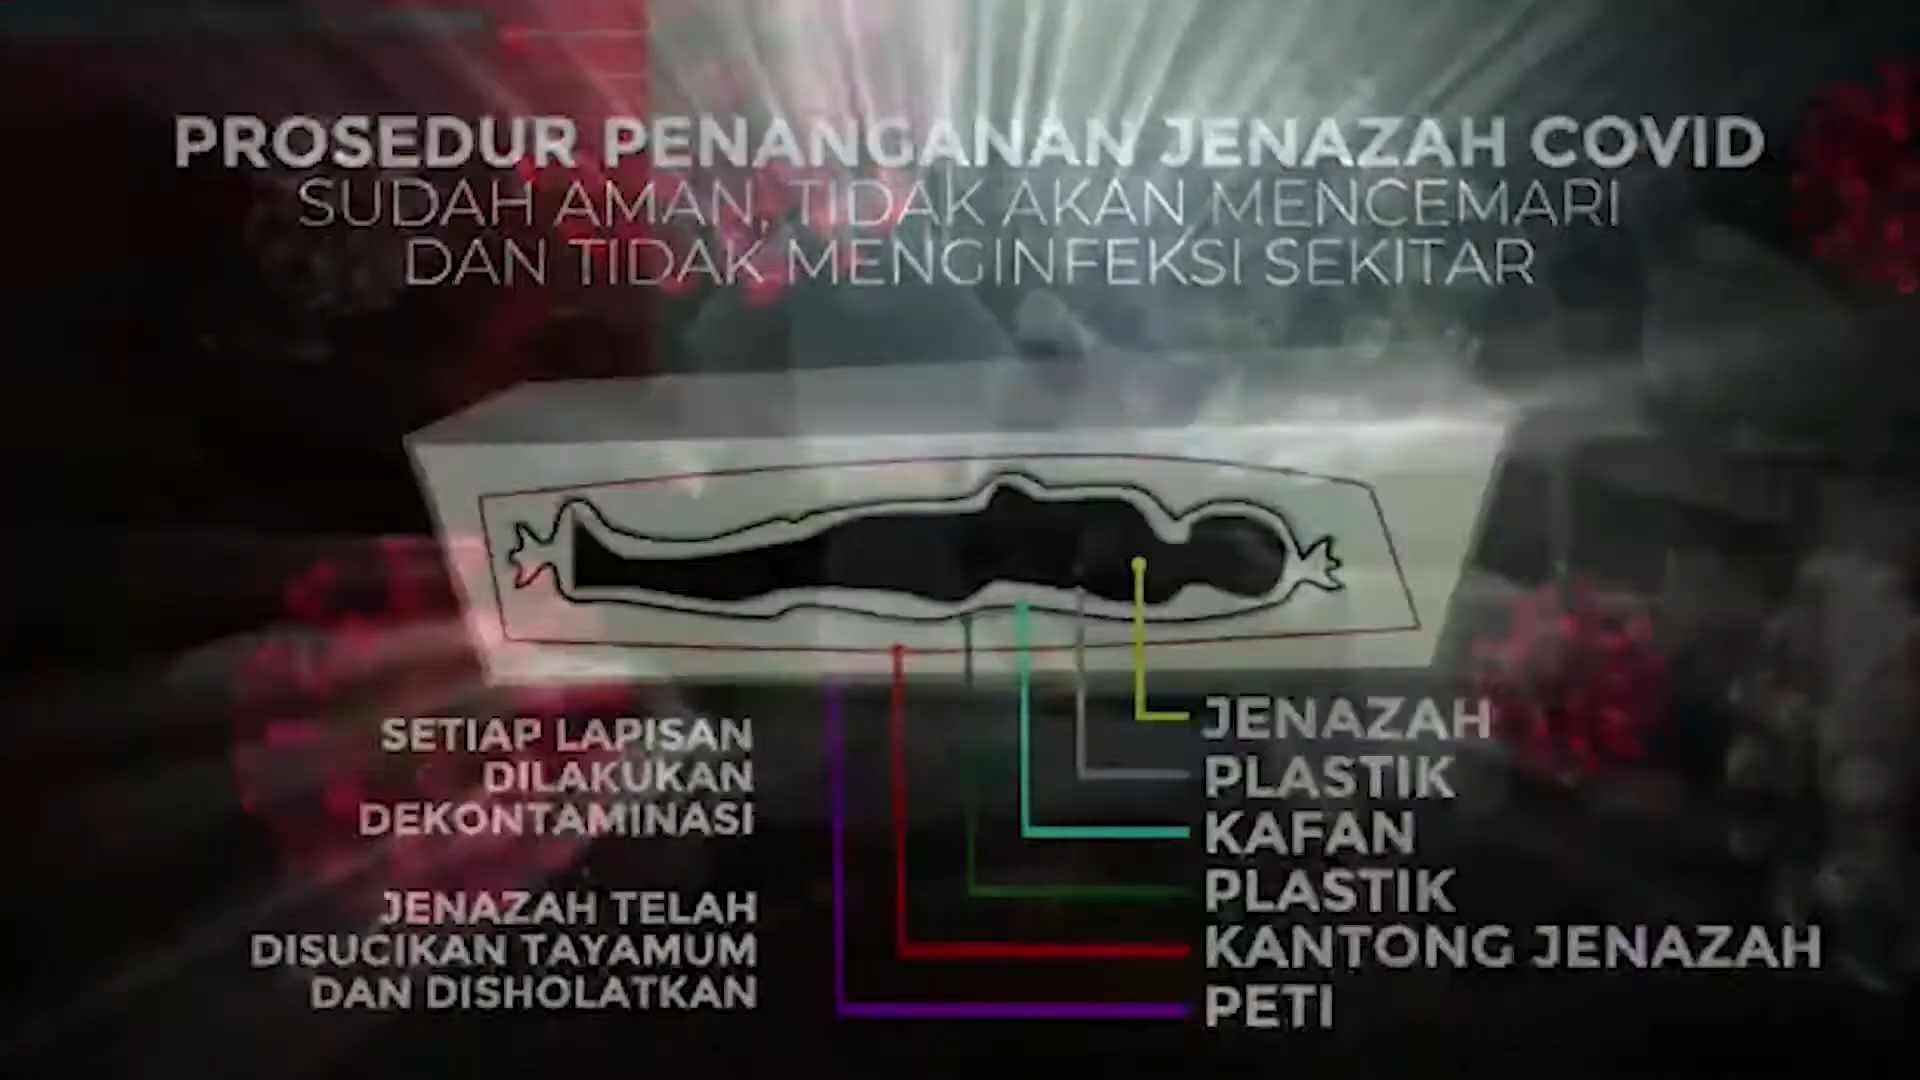 PROSEDUR PENANGANAN JENAZAH COVID
SUDAH AMAN, TIDAK AKAN MENCEMARI
DAN TIDAK MENGINFEKSI SEKITAR
SETIAP LAPISAN
DILAKUKAN
DEKONTAMINASI
JENAZAH TELAH
DISUCIKAN TAYAMUM
DAN DISHOLATKAN
JENAZAH
PLASTIK
KAFAN
PLASTIK
KANTONG JENAZAH
PETI